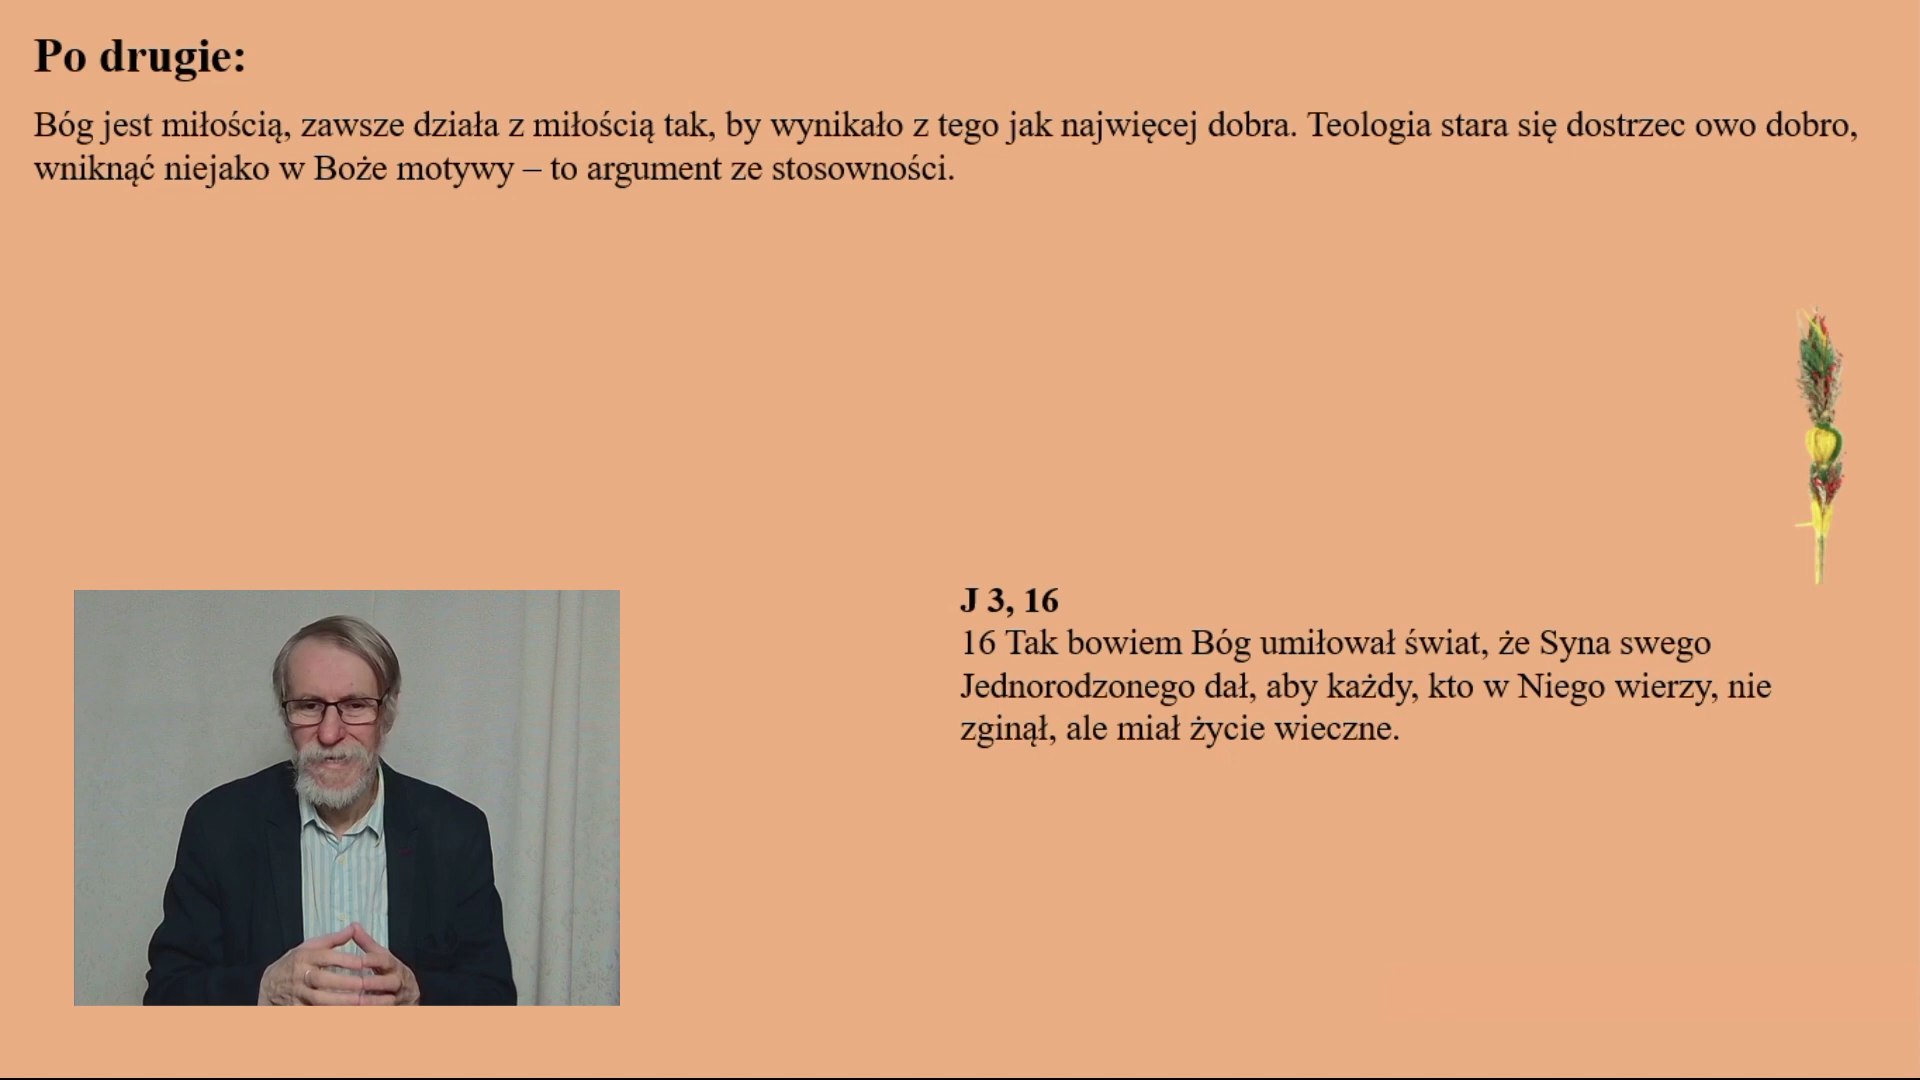 Po drugie:
Bóg jest miłością, zawsze działa z miłością tak, by wynikało z tego jak najwięcej dobra. Teologia stara się dostrzec owo dobro,
wniknąć niejako w Boże motywy – to argument ze stosowności.
J 3, 16
16 Tak bowiem Bóg umiłował świat, że Syna swego
Jednorodzonego dał, aby każdy, kto w Niego wierzy, nie
zginął, ale miał życie wieczne.